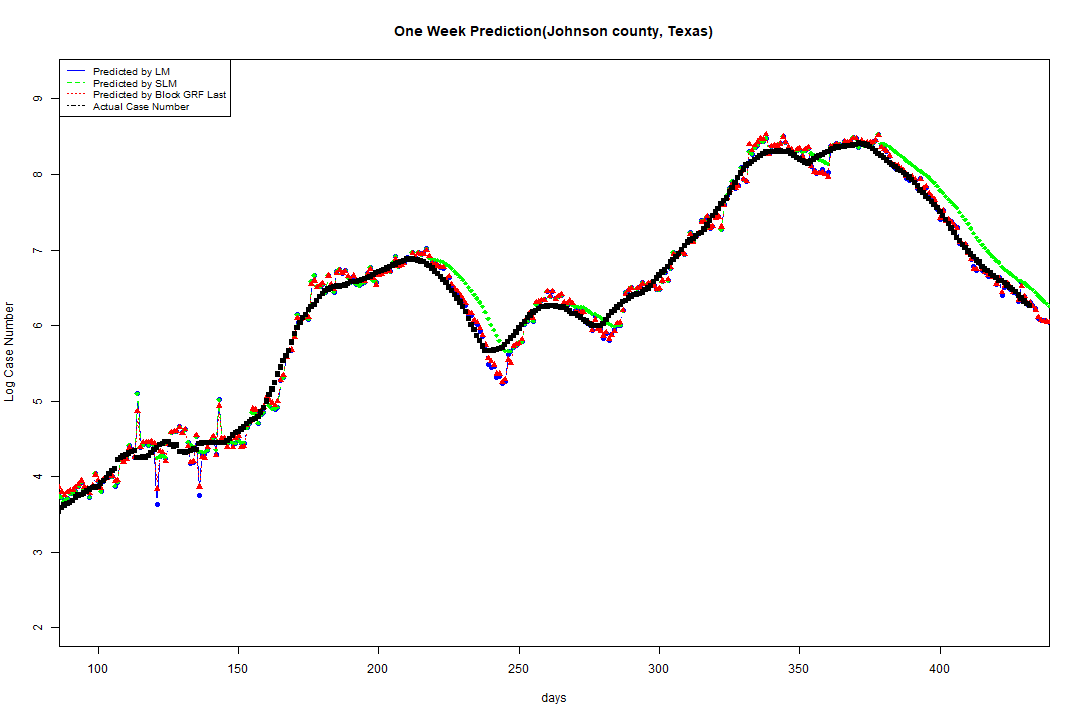 One Week Prediction(Johnson county, Texas)
Predicted by LM
Predicted by SLM
Predicted by Block GRF Last
Actual Case Number
9
8
7
6
5
4
3
2
Log Case Number
100 150 200 250 300 350 400
days